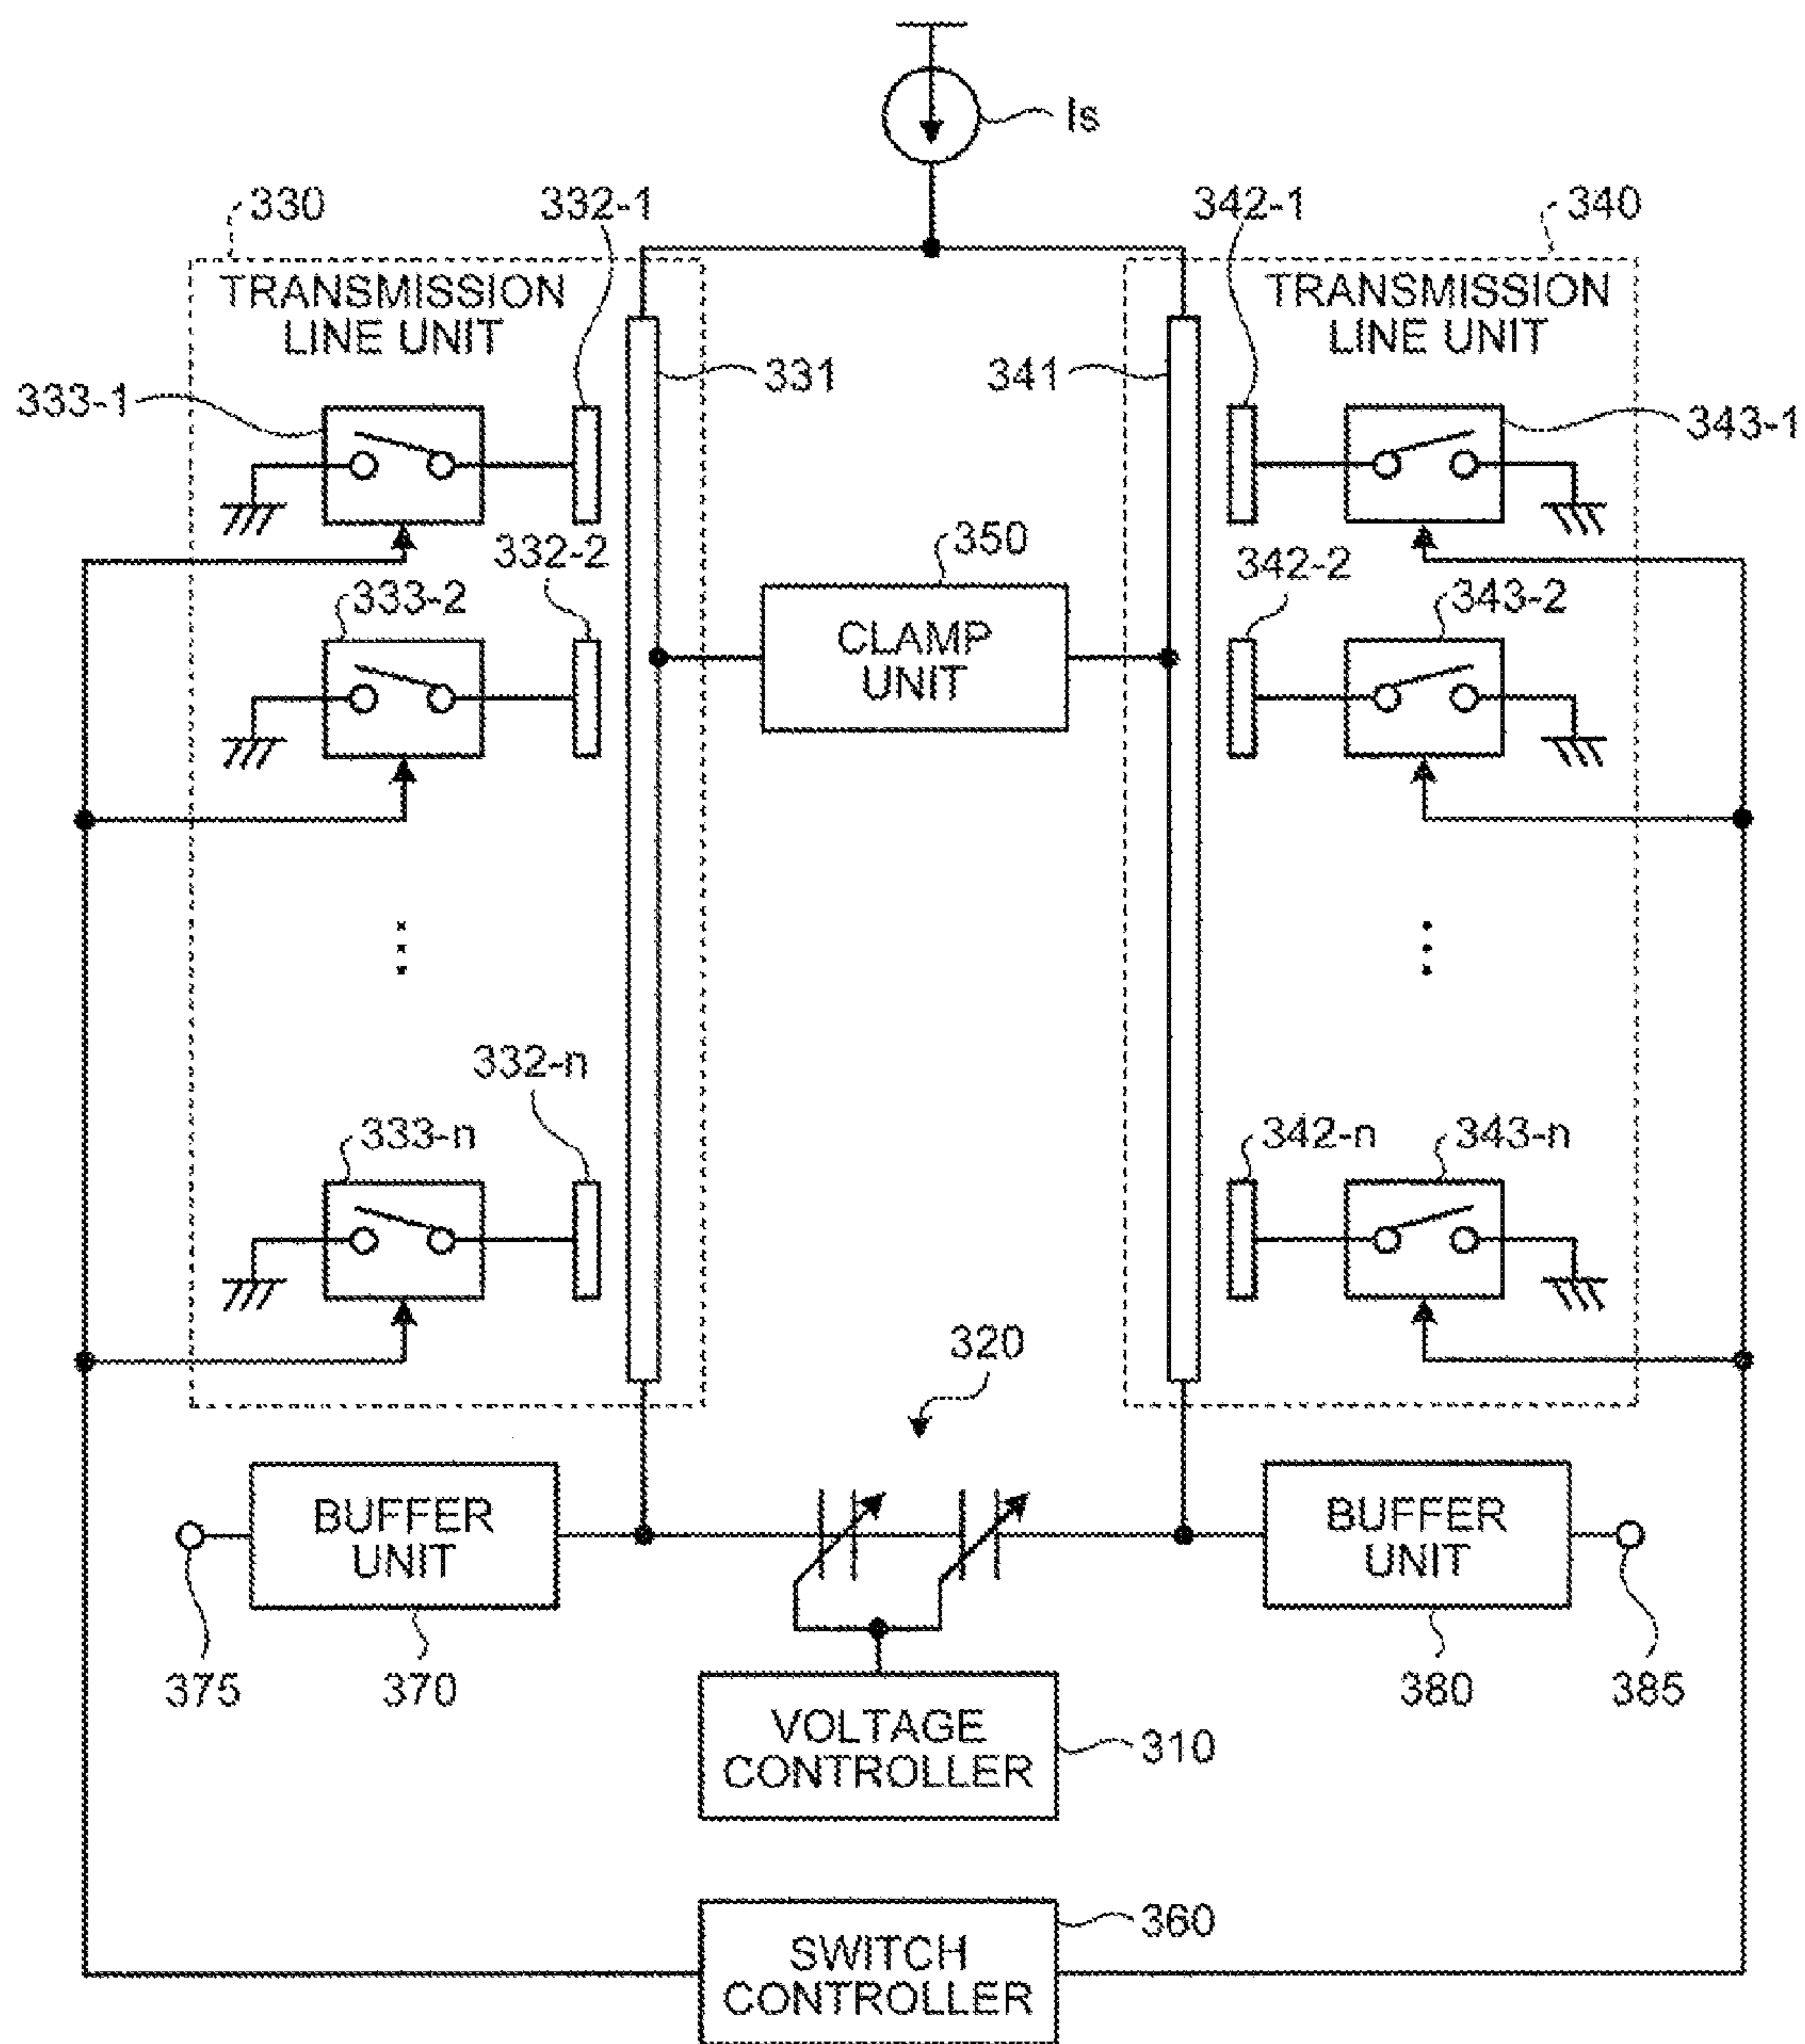 Is
330
332-1
342-1
340
TRANSMISSION
LINE UNIT
TRANSMISSION
LINE UNIT
331
341
333-1
343-1
332-2
350
342-2
333-2
343-2
CLAMP
UNIT
332-n
333-n
342-n
343-n
320
BUFFER
UNIT
BUFFER
UNIT
375
370
380
385
VOLTAGE
CONTROLLER
310
360
SWITCH
CONTROLLER